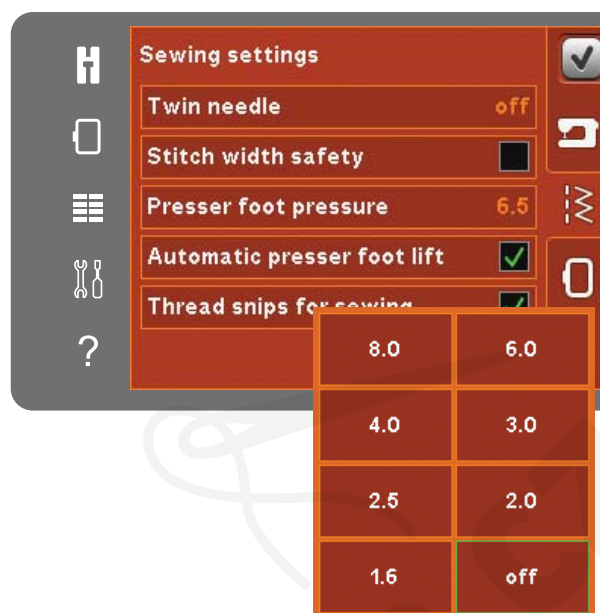 Sewing settings
Twin needle off
Stitch width safety
Presser foot pressure 6.5
Automatic presser foot lift
Thread snips for sewing
?
8.0 6.0
4.0 3.0
2.5 2.0
1.6 off